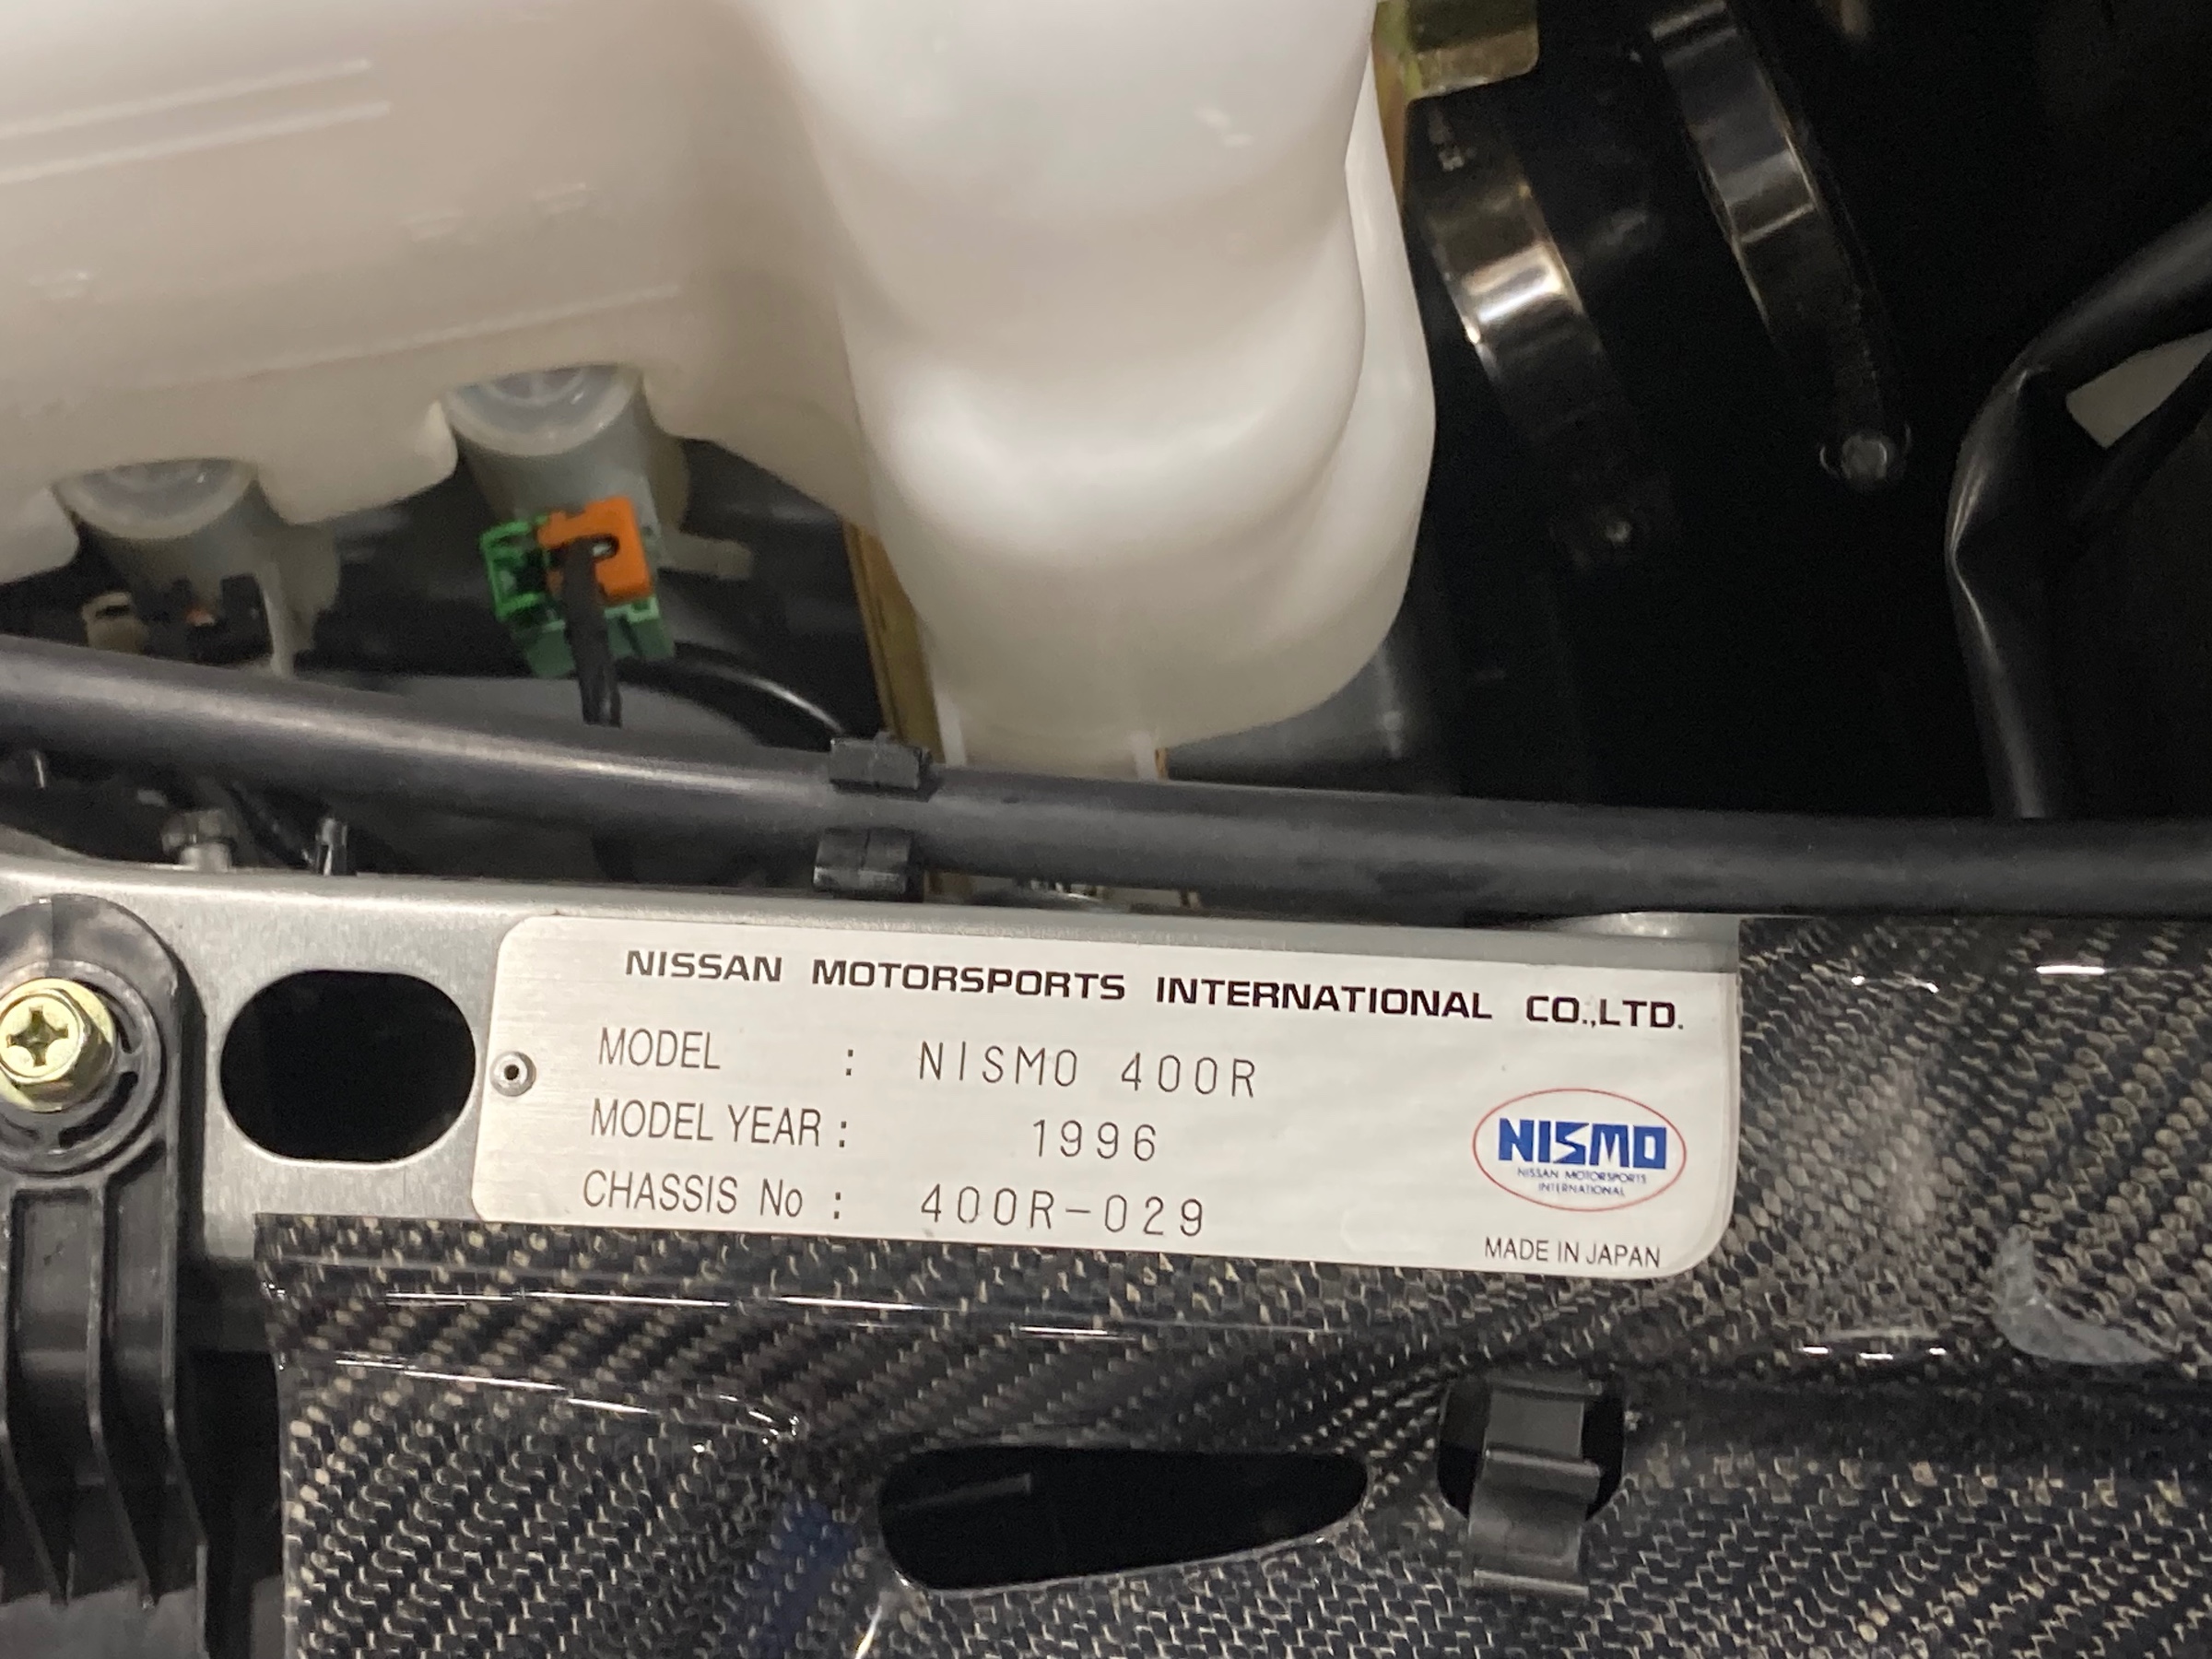 NISSAN MOTORSPORTS INTERNATIONAL CO.,LTD.
MODEL : NISMO 400R
MODEL YEAR : 1996
CHASSIS No : 400R-029
NISMO
NISSAN MOTORSPORTS
INTERNATIONAL
MADE IN JAPAN